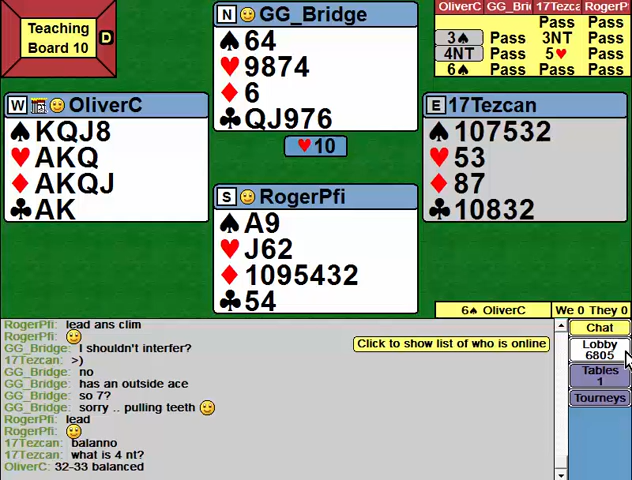 Teaching
Board 10
D
N GG_Bridge
♠64
♥9874
♦6
♣QJ976
OliverC GG_Bri 17Tezca RogerP
Pass Pass
3♠ Pass 3NT Pass
4NT Pass 5♥ Pass
6♠ Pass Pass Pass
W OliverC
♠KQJ8
♥AKQ
♦AKQJ
♣AK
♥10
E 17Tezcan
♠107532
♥53
♦87
♣10832
S RogerPfi
♠A9
♥J62
♦1095432
♣54
6♠ OliverC We 0 They 0
RogerPfi: lead ans clim
RogerPfi:
GG_Bridge: I shouldn't interfer?
17Tezcan: >)
GG_Bridge: no
GG_Bridge: has an outside ace
GG_Bridge: so 7?
GG_Bridge: sorry .. pulling teeth
RogerPfi: lead
RogerPfi:
17Tezcan: balanno
17Tezcan: what is 4 nt?
OliverC: 32-33 balanced
Click to show list of who is online
Chat
Lobby
6805
Tables
1
Tourneys